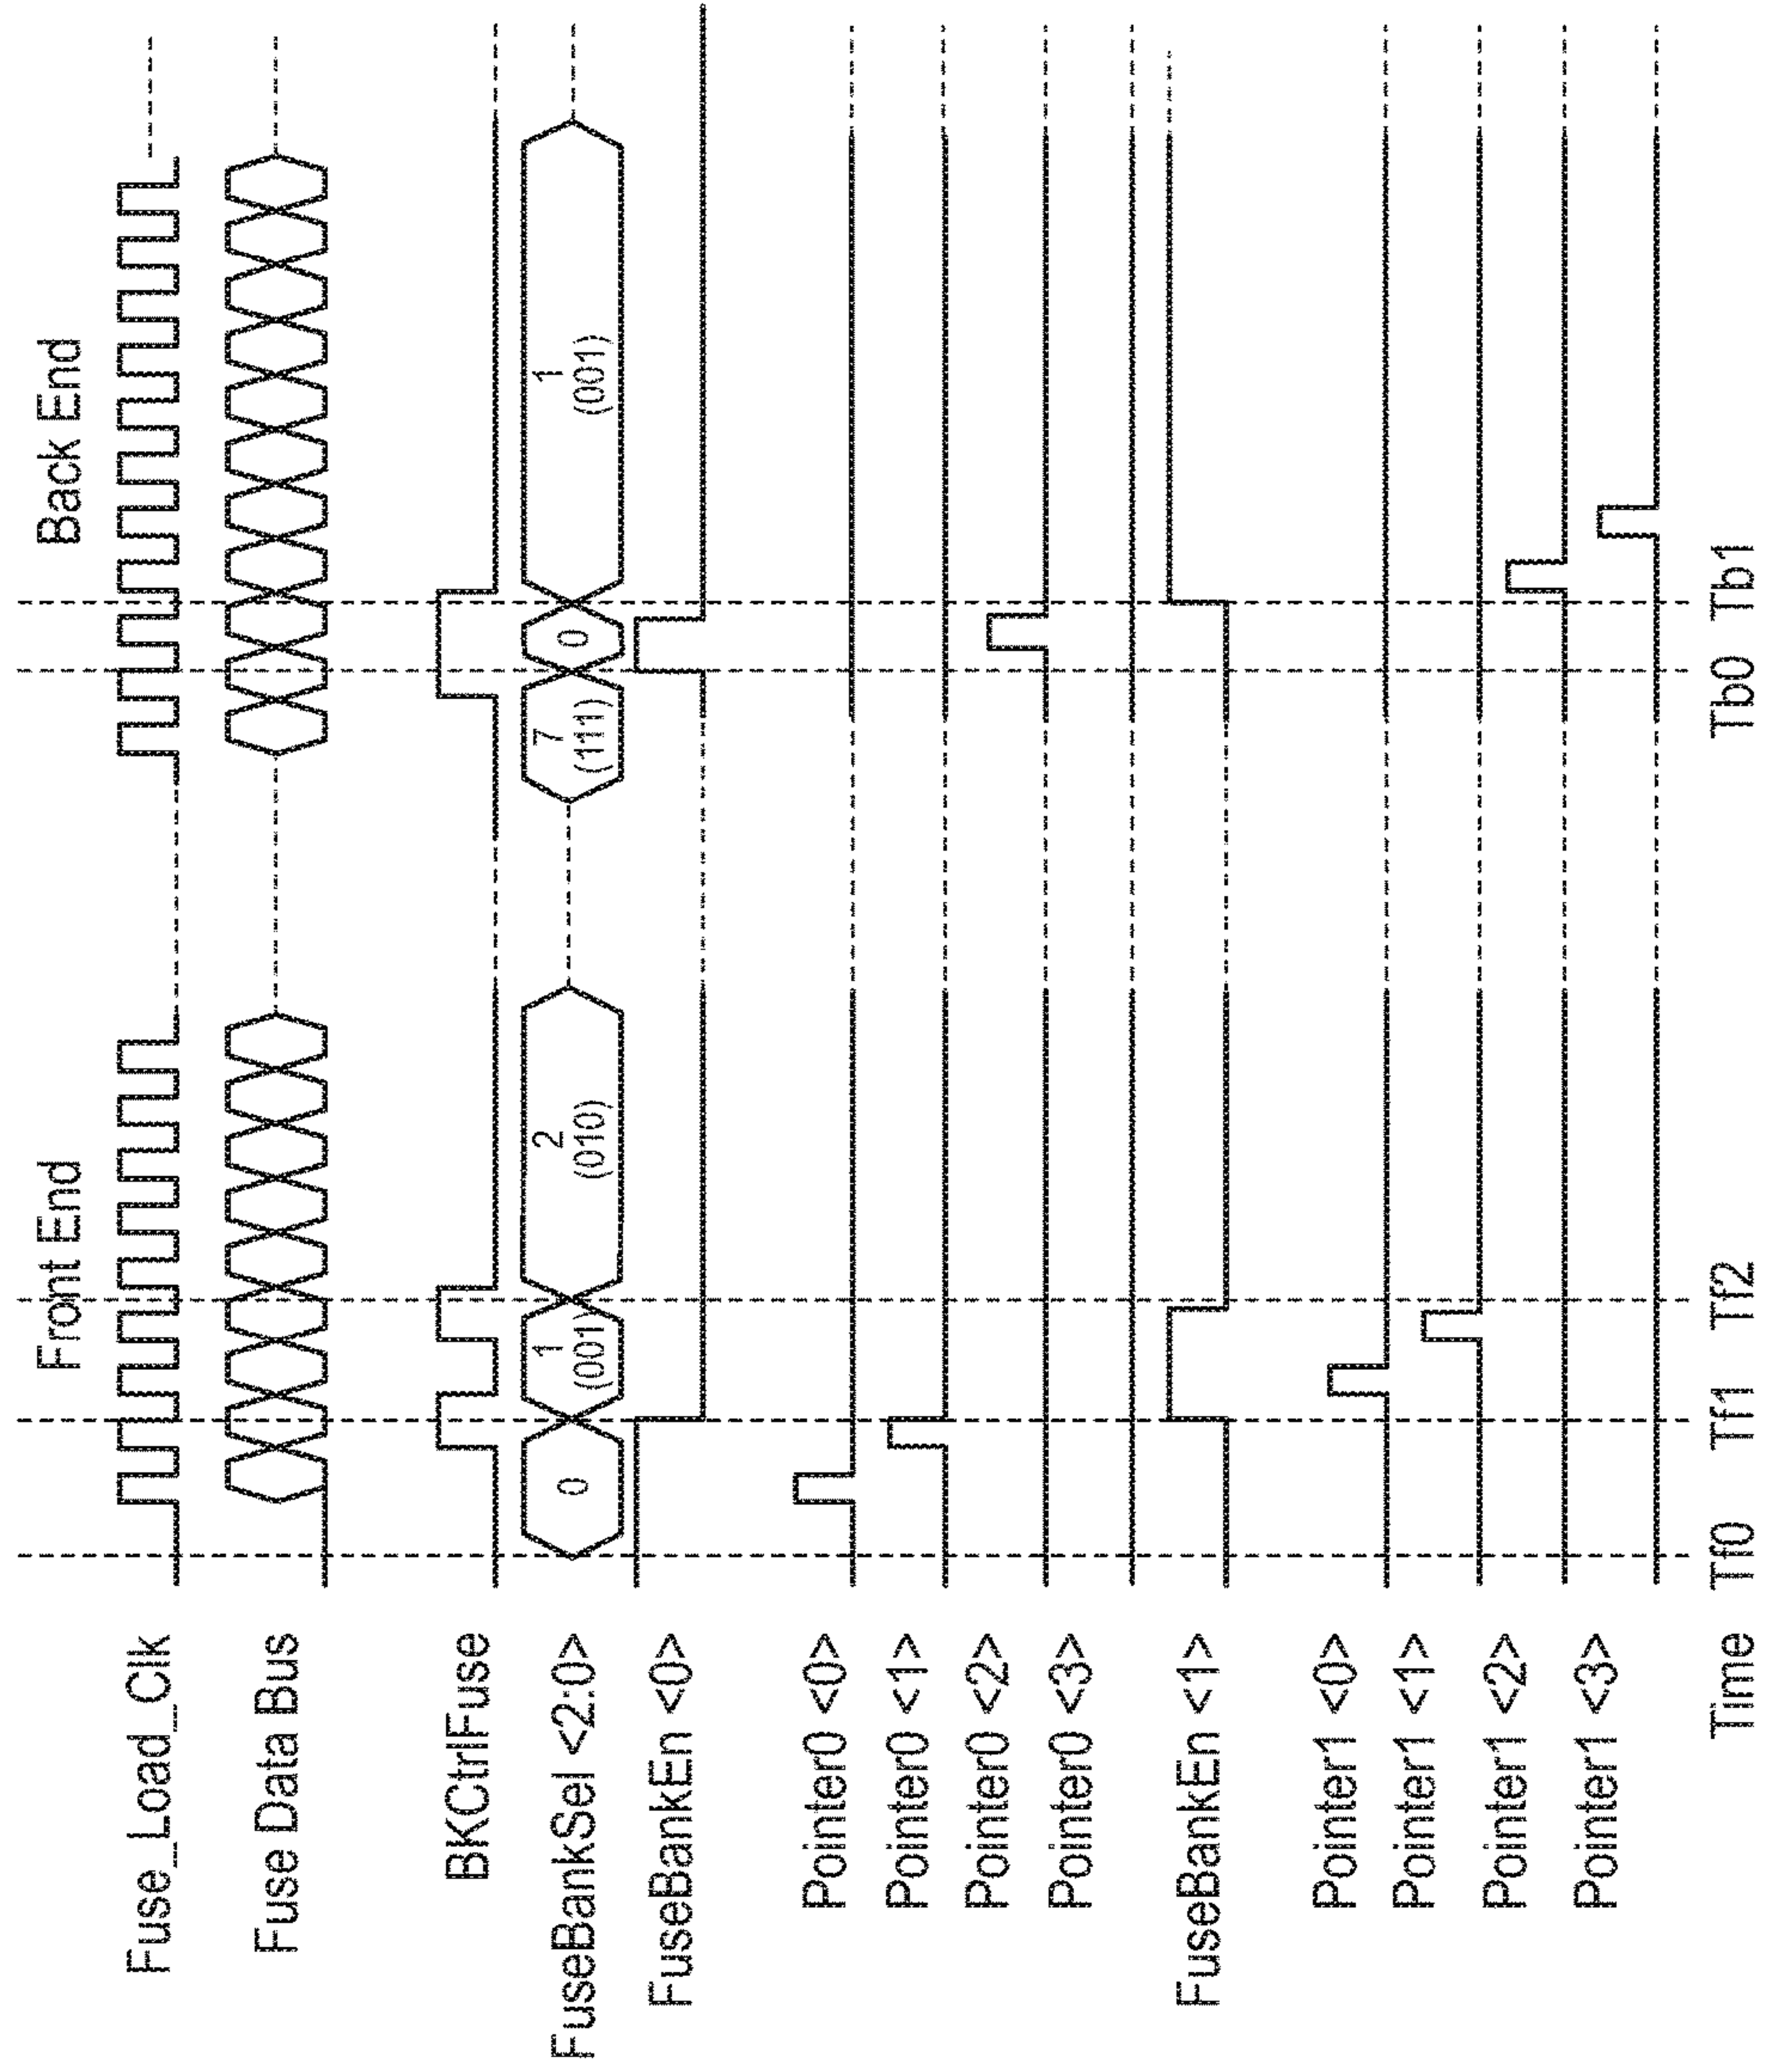 Front End
Back End
Fuse_Load_Clk
Fuse Data Bus
BKCtrlFuse
FuseBankSel <2:0>
0
1
(001)
2
(010)
7
(111)
0
1
(001)
FuseBankEn <0>
Pointer0 <0>
Pointer0 <1>
Pointer0 <2>
Pointer0 <3>
FuseBankEn <1>
Pointer1 <0>
Pointer1 <1>
Pointer1 <2>
Pointer1 <3>
Time
Tf0
Tf1
Tf2
Tb0
Tb1